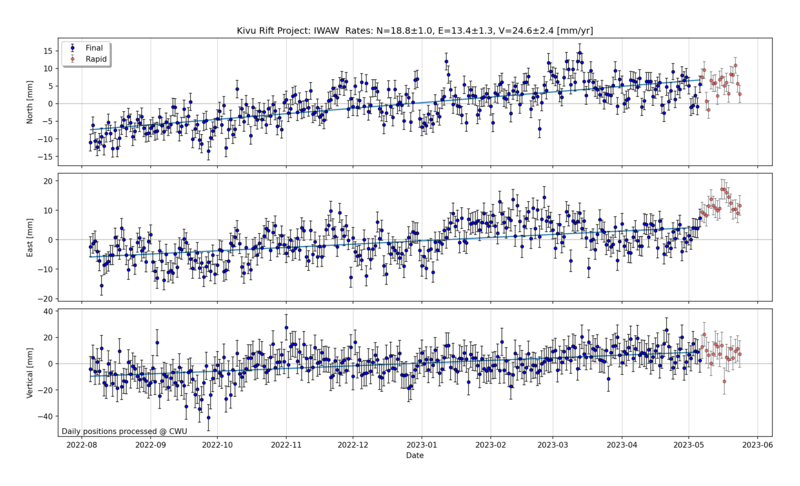 Kivu Rift Project: IWAW  Rates: N=18.8±1.0, E=13.4±1.3, V=24.6±2.4 [mm/yr]
Final
Rapid
North [mm]
15
10
5
0
−5
−10
−15
East [mm]
20
10
0
−10
−20
Vertical [mm]
40
20
0
−20
−40
Daily positions processed @ CWU
2022-08 2022-09 2022-10 2022-11 2022-12 2023-01 2023-02 2023-03 2023-04 2023-05 2023-06
Date